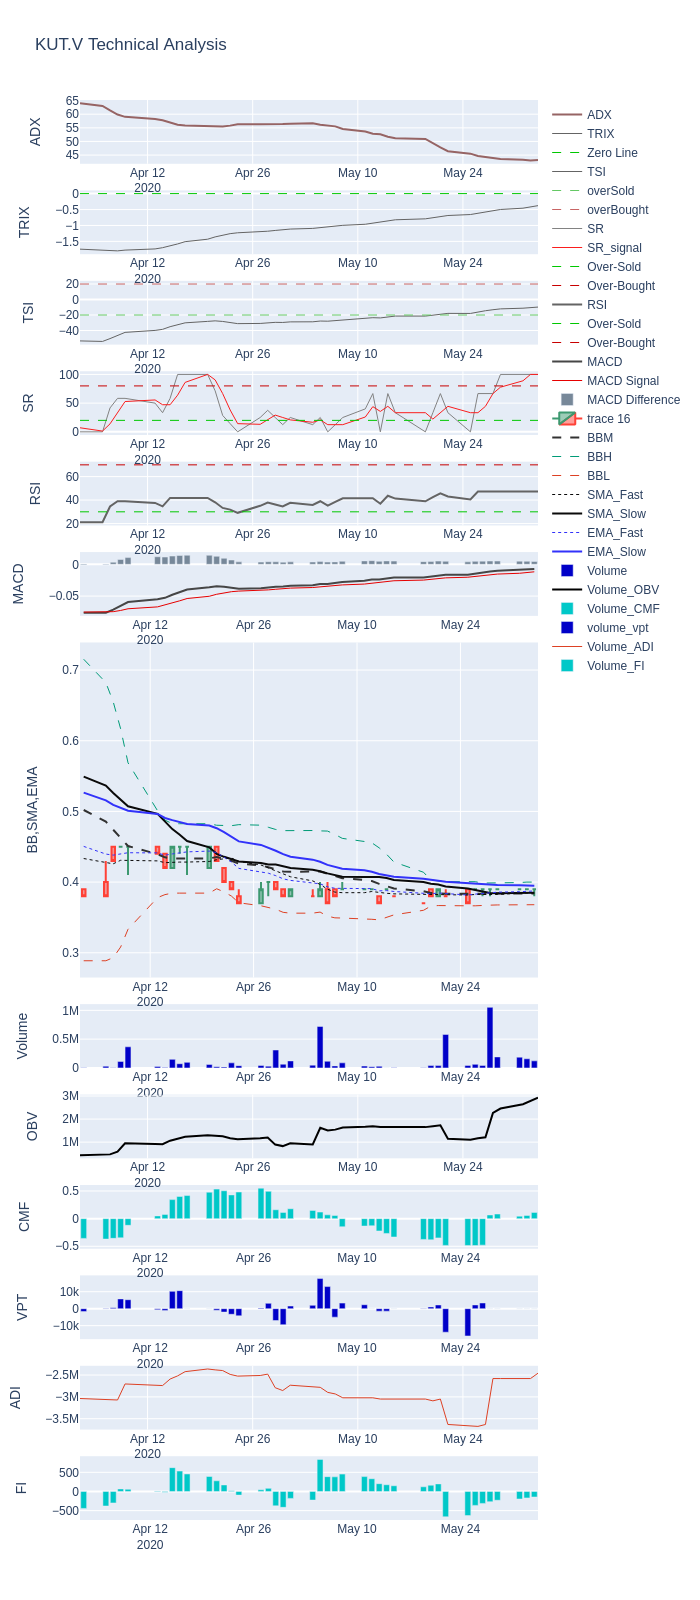 KUT.V Technical Analysis
ADX
65
60
55
50
45
Apr 12
2020
Apr 26
May 10
May 24
TRIX
0
−0.5
−1
−1.5
Apr 12
2020
Apr 26
May 10
May 24
TSI
20
0
−20
−40
Apr 12
2020
Apr 26
May 10
May 24
SR
100
50
0
Apr 12
2020
Apr 26
May 10
May 24
RSI
60
40
20
Apr 12
2020
Apr 26
May 10
May 24
MACD
0
−0.05
Apr 12
2020
Apr 26
May 10
May 24
BB,SMA,EMA
0.7
0.6
0.5
0.4
0.3
Apr 12
2020
Apr 26
May 10
May 24
Volume
1M
0.5M
0
Apr 12
2020
Apr 26
May 10
May 24
OBV
3M
2M
1M
Apr 12
2020
Apr 26
May 10
May 24
CMF
0.5
0
−0.5
Apr 12
2020
Apr 26
May 10
May 24
VPT
10k
0
−10k
Apr 12
2020
Apr 26
May 10
May 24
ADI
−2.5M
−3M
−3.5M
Apr 12
2020
Apr 26
May 10
May 24
FI
500
0
−500
Apr 12
2020
Apr 26
May 10
May 24
ADX
TRIX
Zero Line
TSI
overSold
overBought
SR
SR_signal
Over-Sold
Over-Bought
RSI
Over-Sold
Over-Bought
MACD
MACD Signal
MACD Difference
trace 16
BBM
BBH
BBL
SMA_Fast
SMA_Slow
EMA_Fast
EMA_Slow
Volume
Volume_OBV
Volume_CMF
volume_vpt
Volume_ADI
Volume_FI